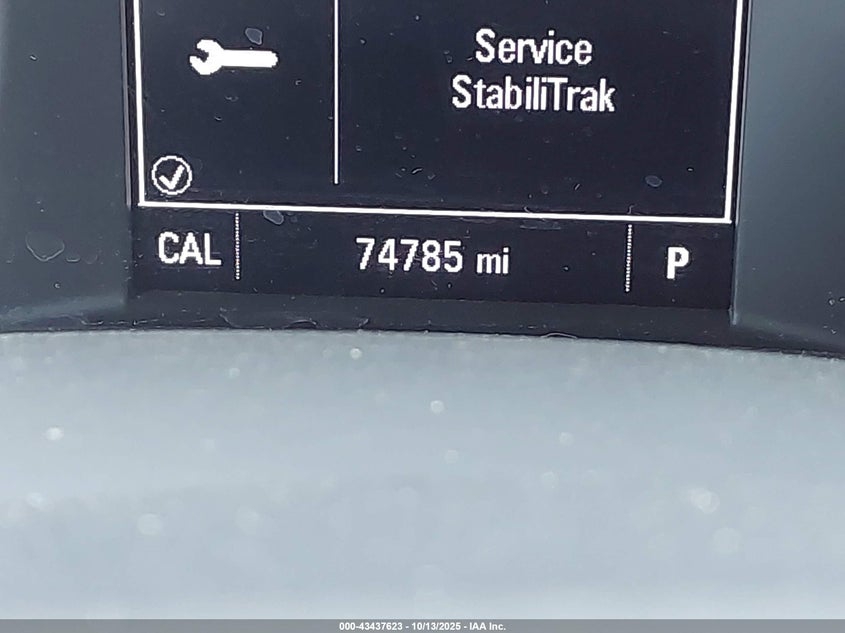 Service
StabiliTrak
CAL
74785 mi
P
000-43437623 - 10/13/2025 - IAA Inc.